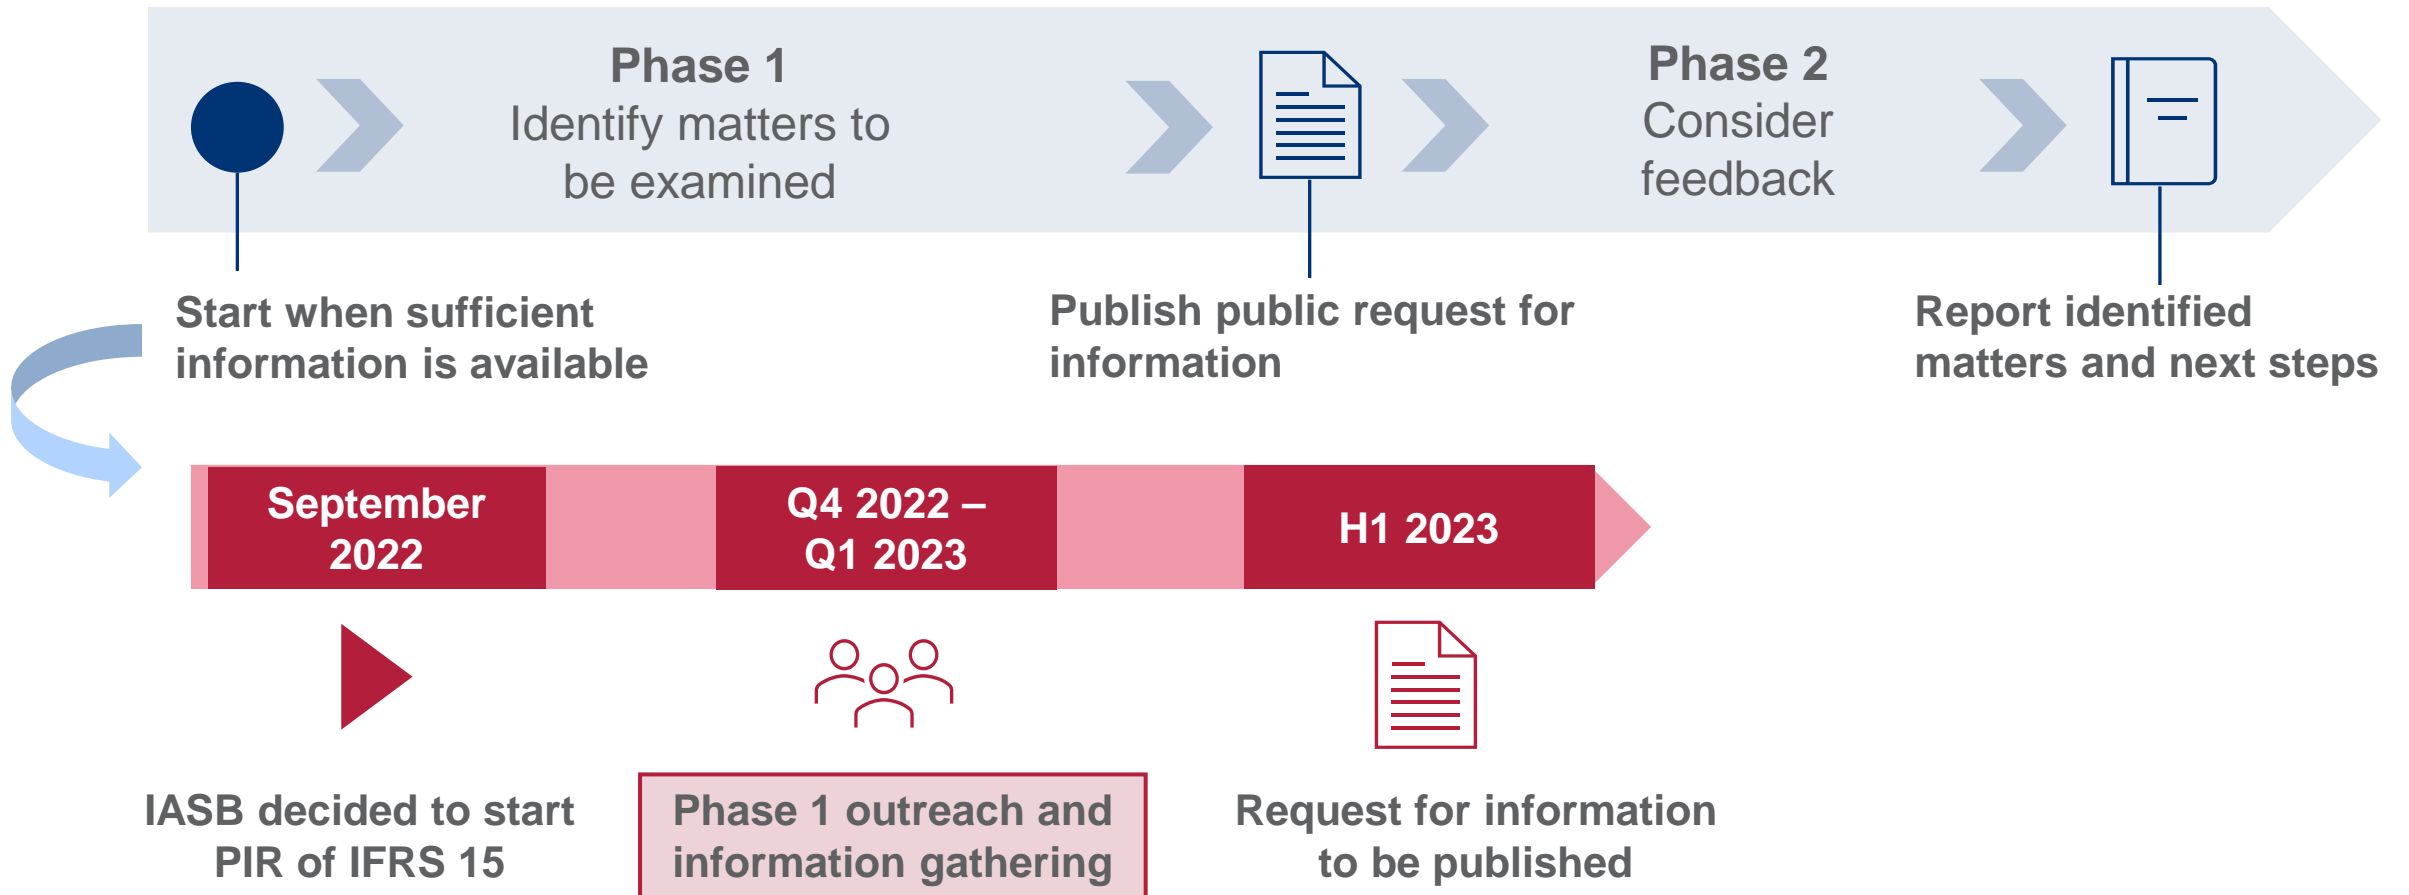 Phase 1
Identify matters to
be examined
Phase 2
Consider
feedback
Start when sufficient
information is available
Publish public request for
information
Report identified
matters and next steps
September
2022
Q4 2022 –
Q1 2023
H1 2023
IASB decided to start
PIR of IFRS 15
Phase 1 outreach and
information gathering
Request for information
to be published